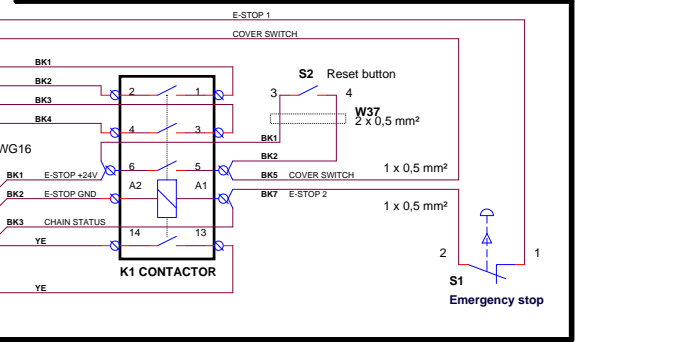 E-STOP 1
COVER SWITCH
BK1
S2 Reset button
BK2
2 1
3 4
BK3
W37
2 x 0,5 mm²
BK4
4 3
BK1
WG16
BK2
6 5
1 x 0,5 mm²
BK1 E-STOP +24V
BK5 COVER SWITCH
A2 A1
BK2 E-STOP GND
BK7 E-STOP 2
1 x 0,5 mm²
BK3 CHAIN STATUS
14 13
YE
2 1
K1 CONTACTOR
S1
YE
Emergency stop